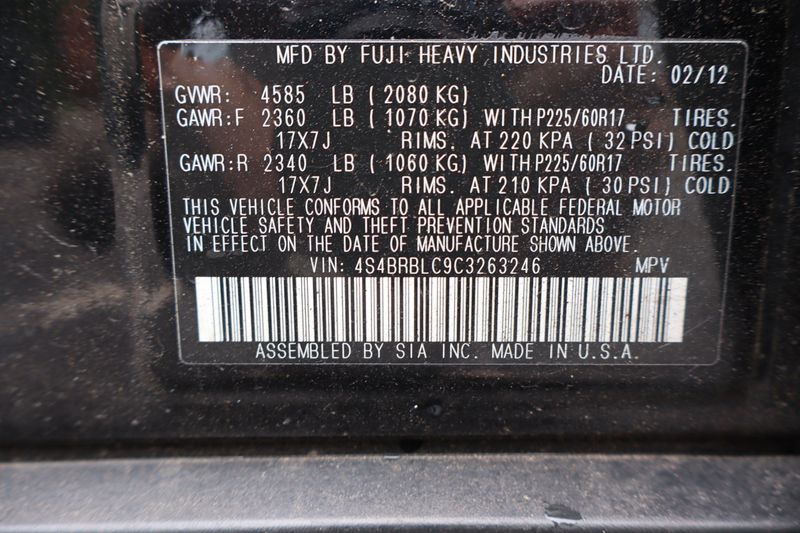 MFD BY FUJI HEAVY INDUSTRIES LTD.
DATE: 02/12
GVWR: 4585 LB (2080 KG)
GAWR:F 2360 LB (1070 KG) WITH P225/60R17 TIRES.
17X7J RIMS. AT 220 KPA (32 PSI) COLD
GAWR:R 2340 LB (1060 KG) WITH P225/60R17 TIRES.
17X7J RIMS. AT 210 KPA (30 PSI) COLD
THIS VEHICLE CONFORMS TO ALL APPLICABLE FEDERAL MOTOR
VEHICLE SAFETY AND THEFT PREVENTION STANDARDS
IN EFFECT ON THE DATE OF MANUFACTURE SHOWN ABOVE.
VIN: 4S4BRBLC9C3263246 MPV
ASSEMBLED BY SIA INC. MADE IN U.S.A.